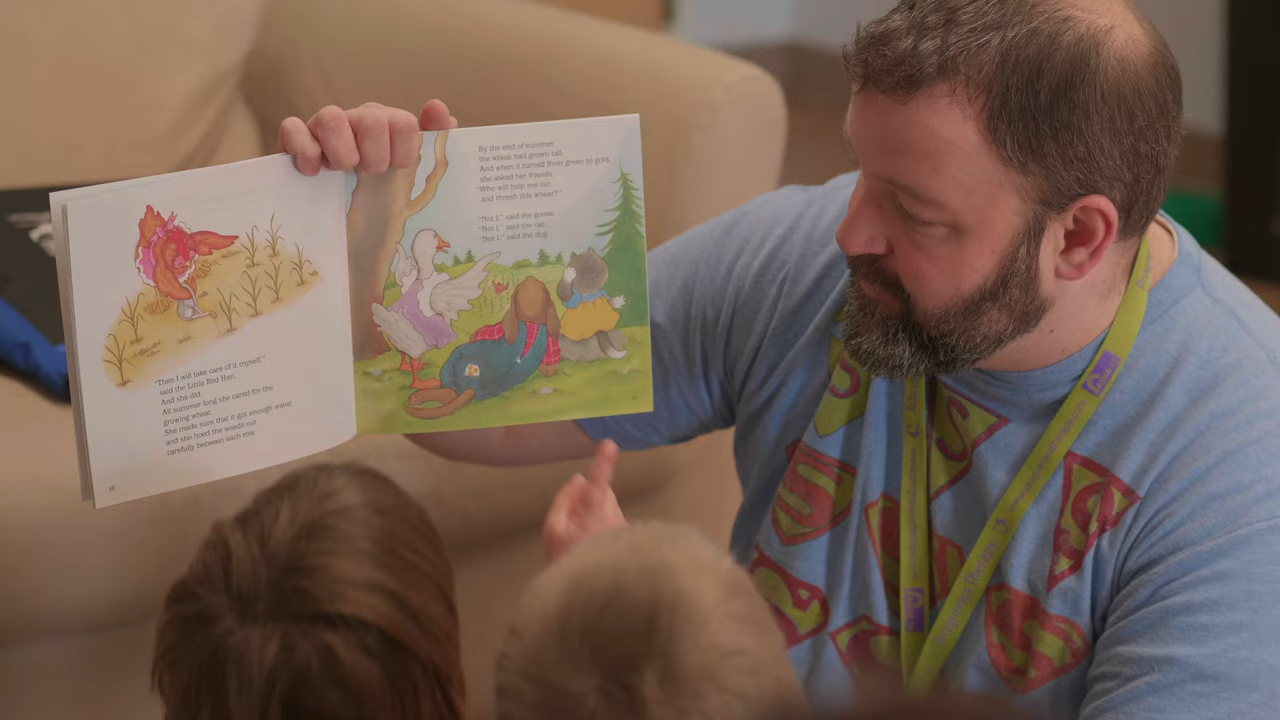 "Then I will take care of it myself,"
said the Little Red Hen.
And she did.
All summer long she cared for the
growing wheat.
She made sure that it got enough water,
and she hoed the weeds out
carefully between each row.
16
By the end of summer
the wheat had grown tall.
And when it turned from green to gold,
she asked her friends,
"Who will help me cut
and thresh this wheat?"
"Not I," said the goose.
"Not I," said the cat.
"Not I," said the dog.
17